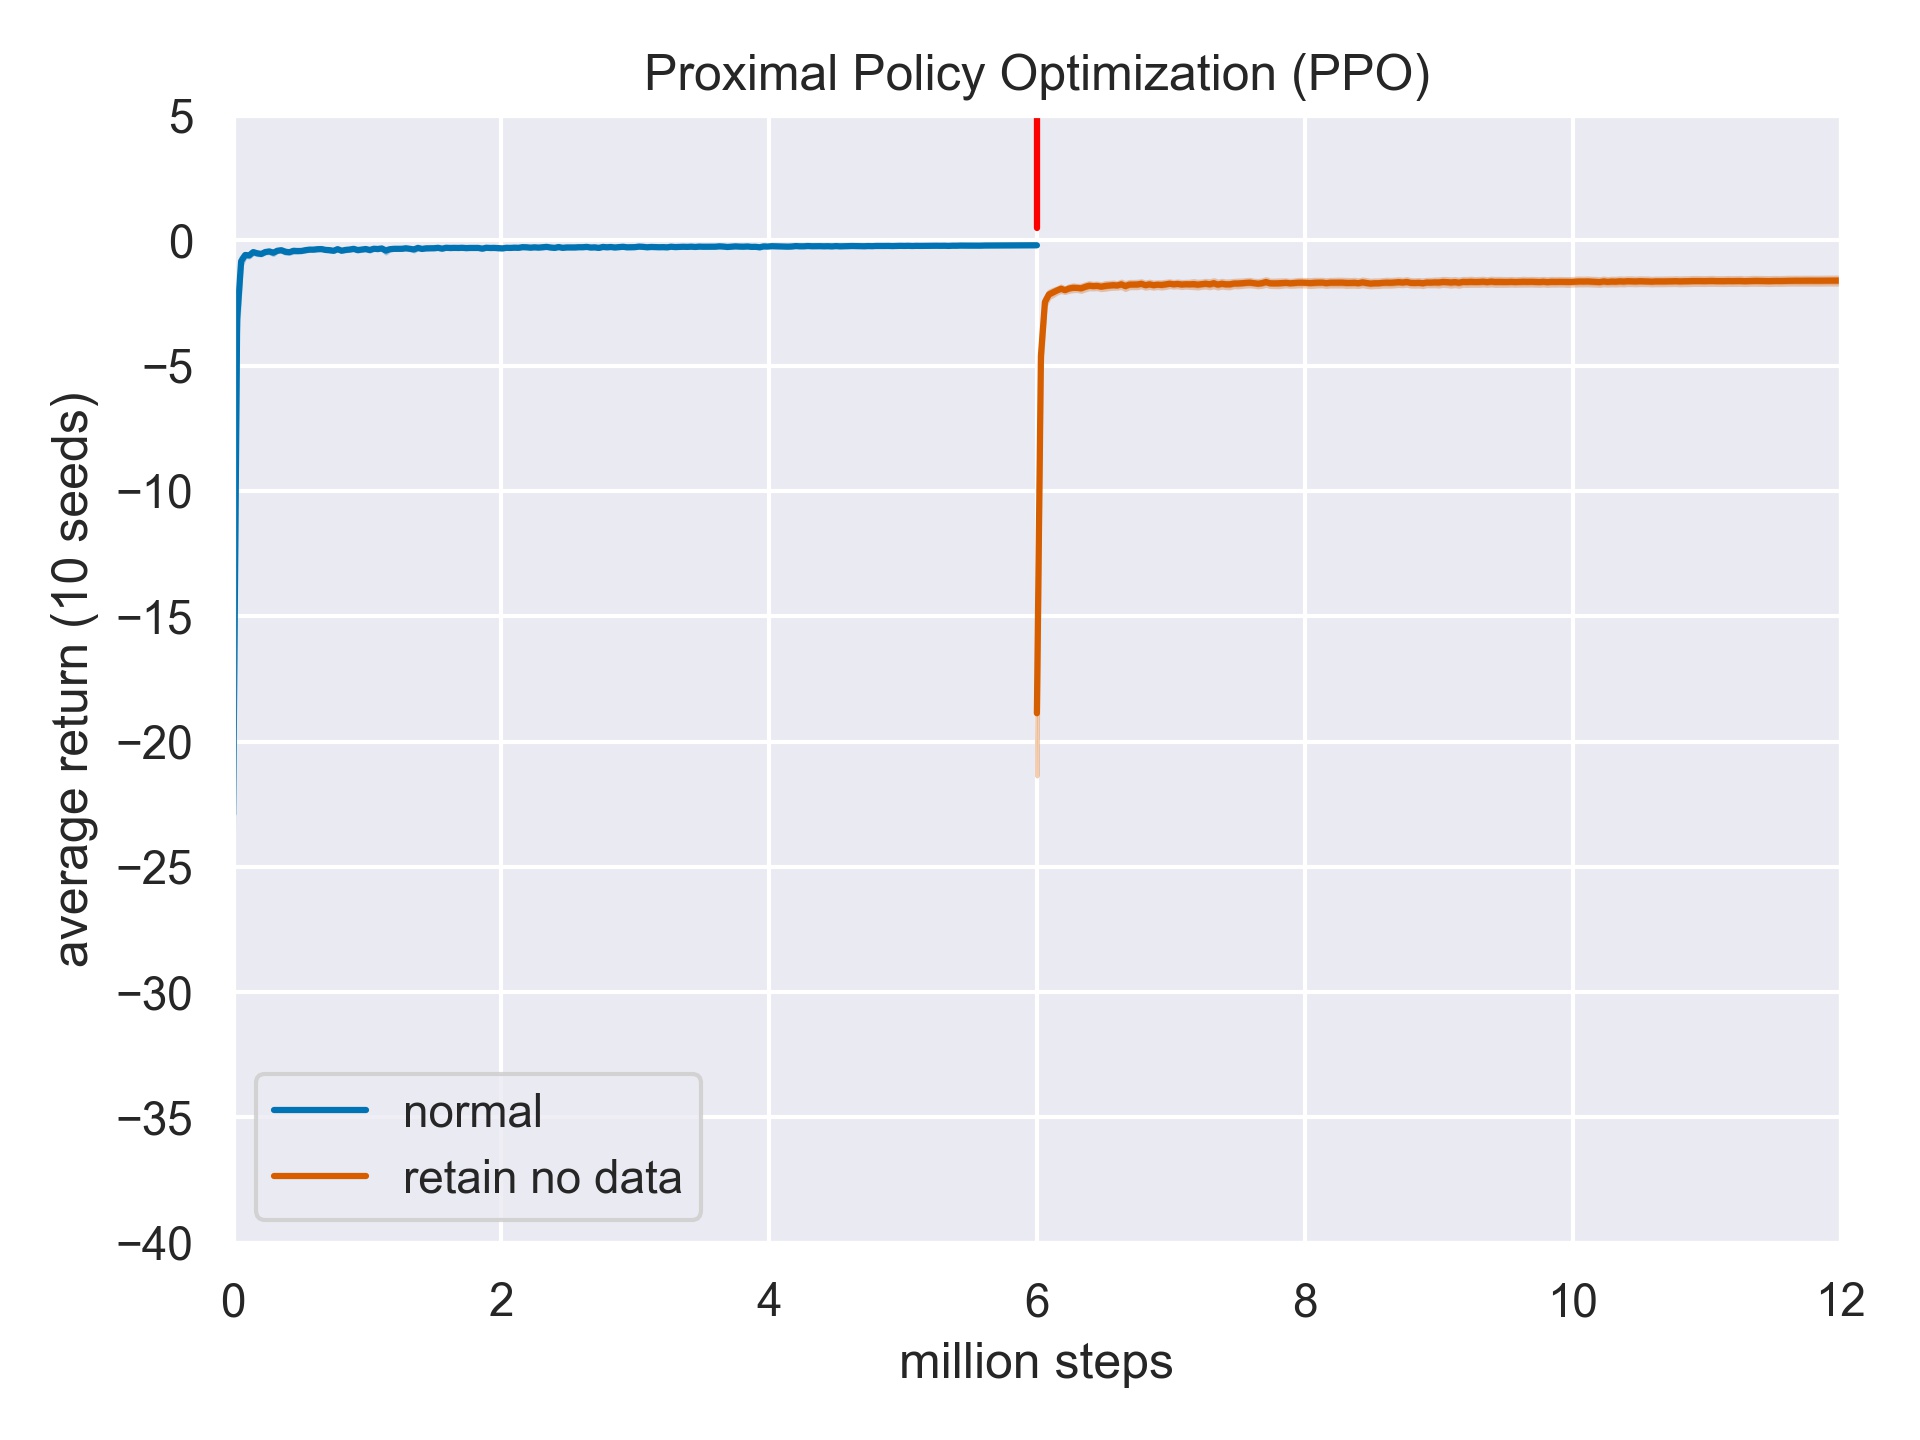 Proximal Policy Optimization (PPO)
5
0
−5
−10
−15
−20
−25
−30
−35
−40
average return (10 seeds)
normal
retain no data
0 2 4 6 8 10 12
million steps